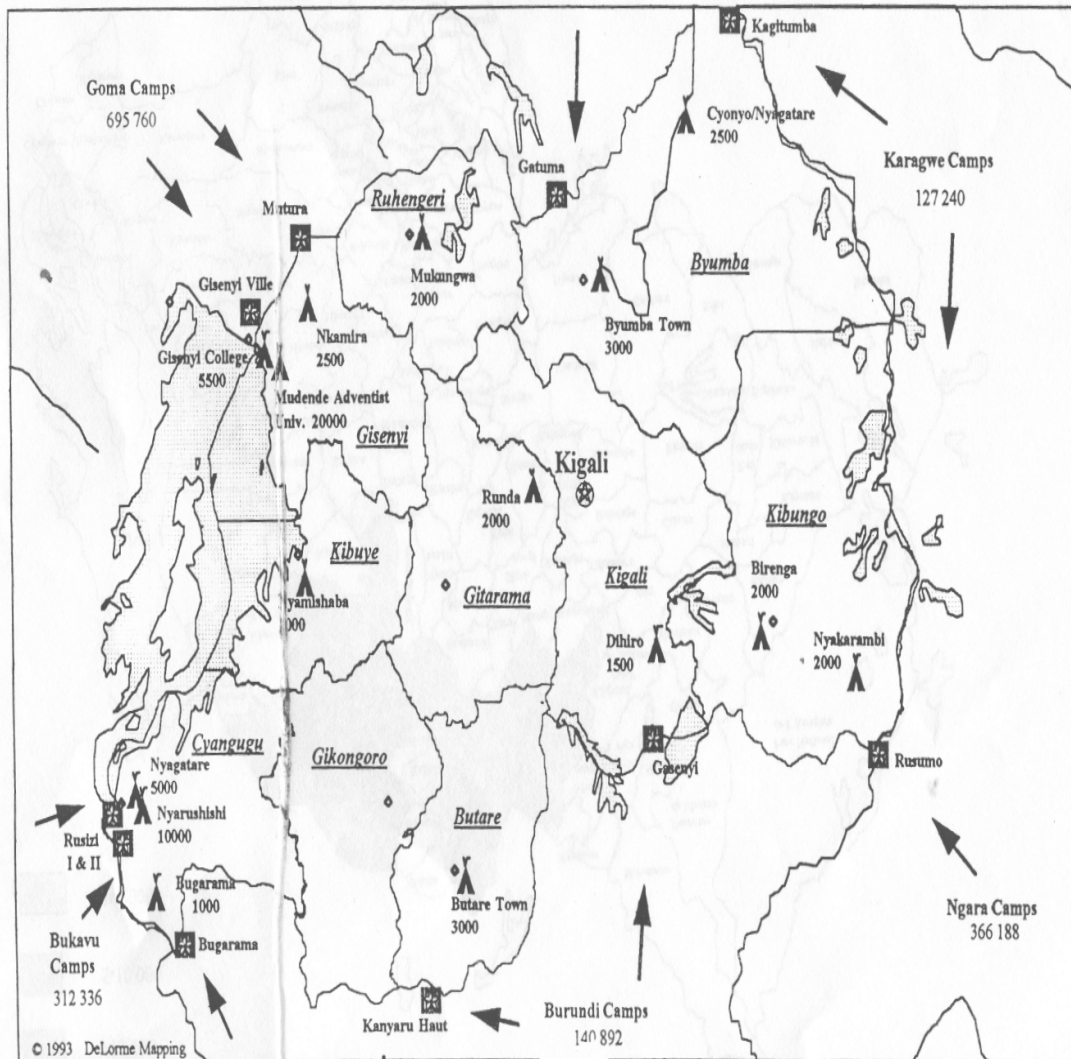 Kagitumba
Goma Camps
695 760
Cyonyo/Nyagatare
2500
Karagwe Camps
127 240
Gatuma
Ruhengeri
Mutura
Mukungwa
2000
Byumba
Gisenyi Ville
Nkamira
2500
Byumba Town
3000
Gisenyi College
5500
Mudende Adventist
Univ. 20000
Gisenyi
Kigali
Runda
2000
Kibungo
Kibuye
Kigali
Birenga
2000
Gitarama
Dihiro
1500
Nyakarambi
2000
Cyangugu
Gikongoro
Gasenyi
Rusumo
Nyagatare
5000
Nyarushishi
10000
Butare
Rusizi
I & II
Bugarama
1000
Butare Town
3000
Ngara Camps
366 188
Bukavu
Camps
312 336
Bugarama
Kanyaru Haut
Burundi Camps
140 892
© 1993 DeLorme Mapping